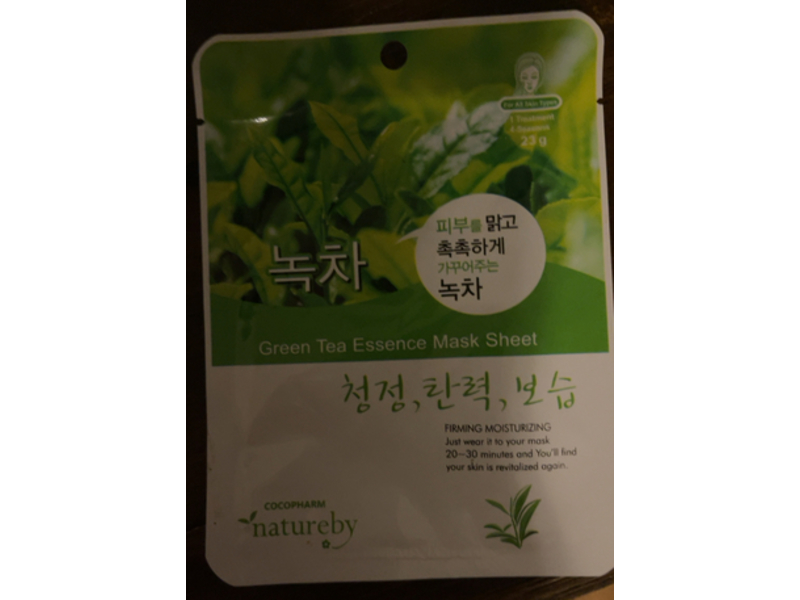 For All Skin Types
1 Treatment
23 g
피부를 맑고
촉촉하게
가꾸어주는
녹차
녹차
Green Tea Essence Mask Sheet
청정,탄력,보습
FIRMING MOISTURIZING
Just wear it to your mask
20~30 minutes and You'll find
your skin is revitalized again.
COCOPHARM
natureby